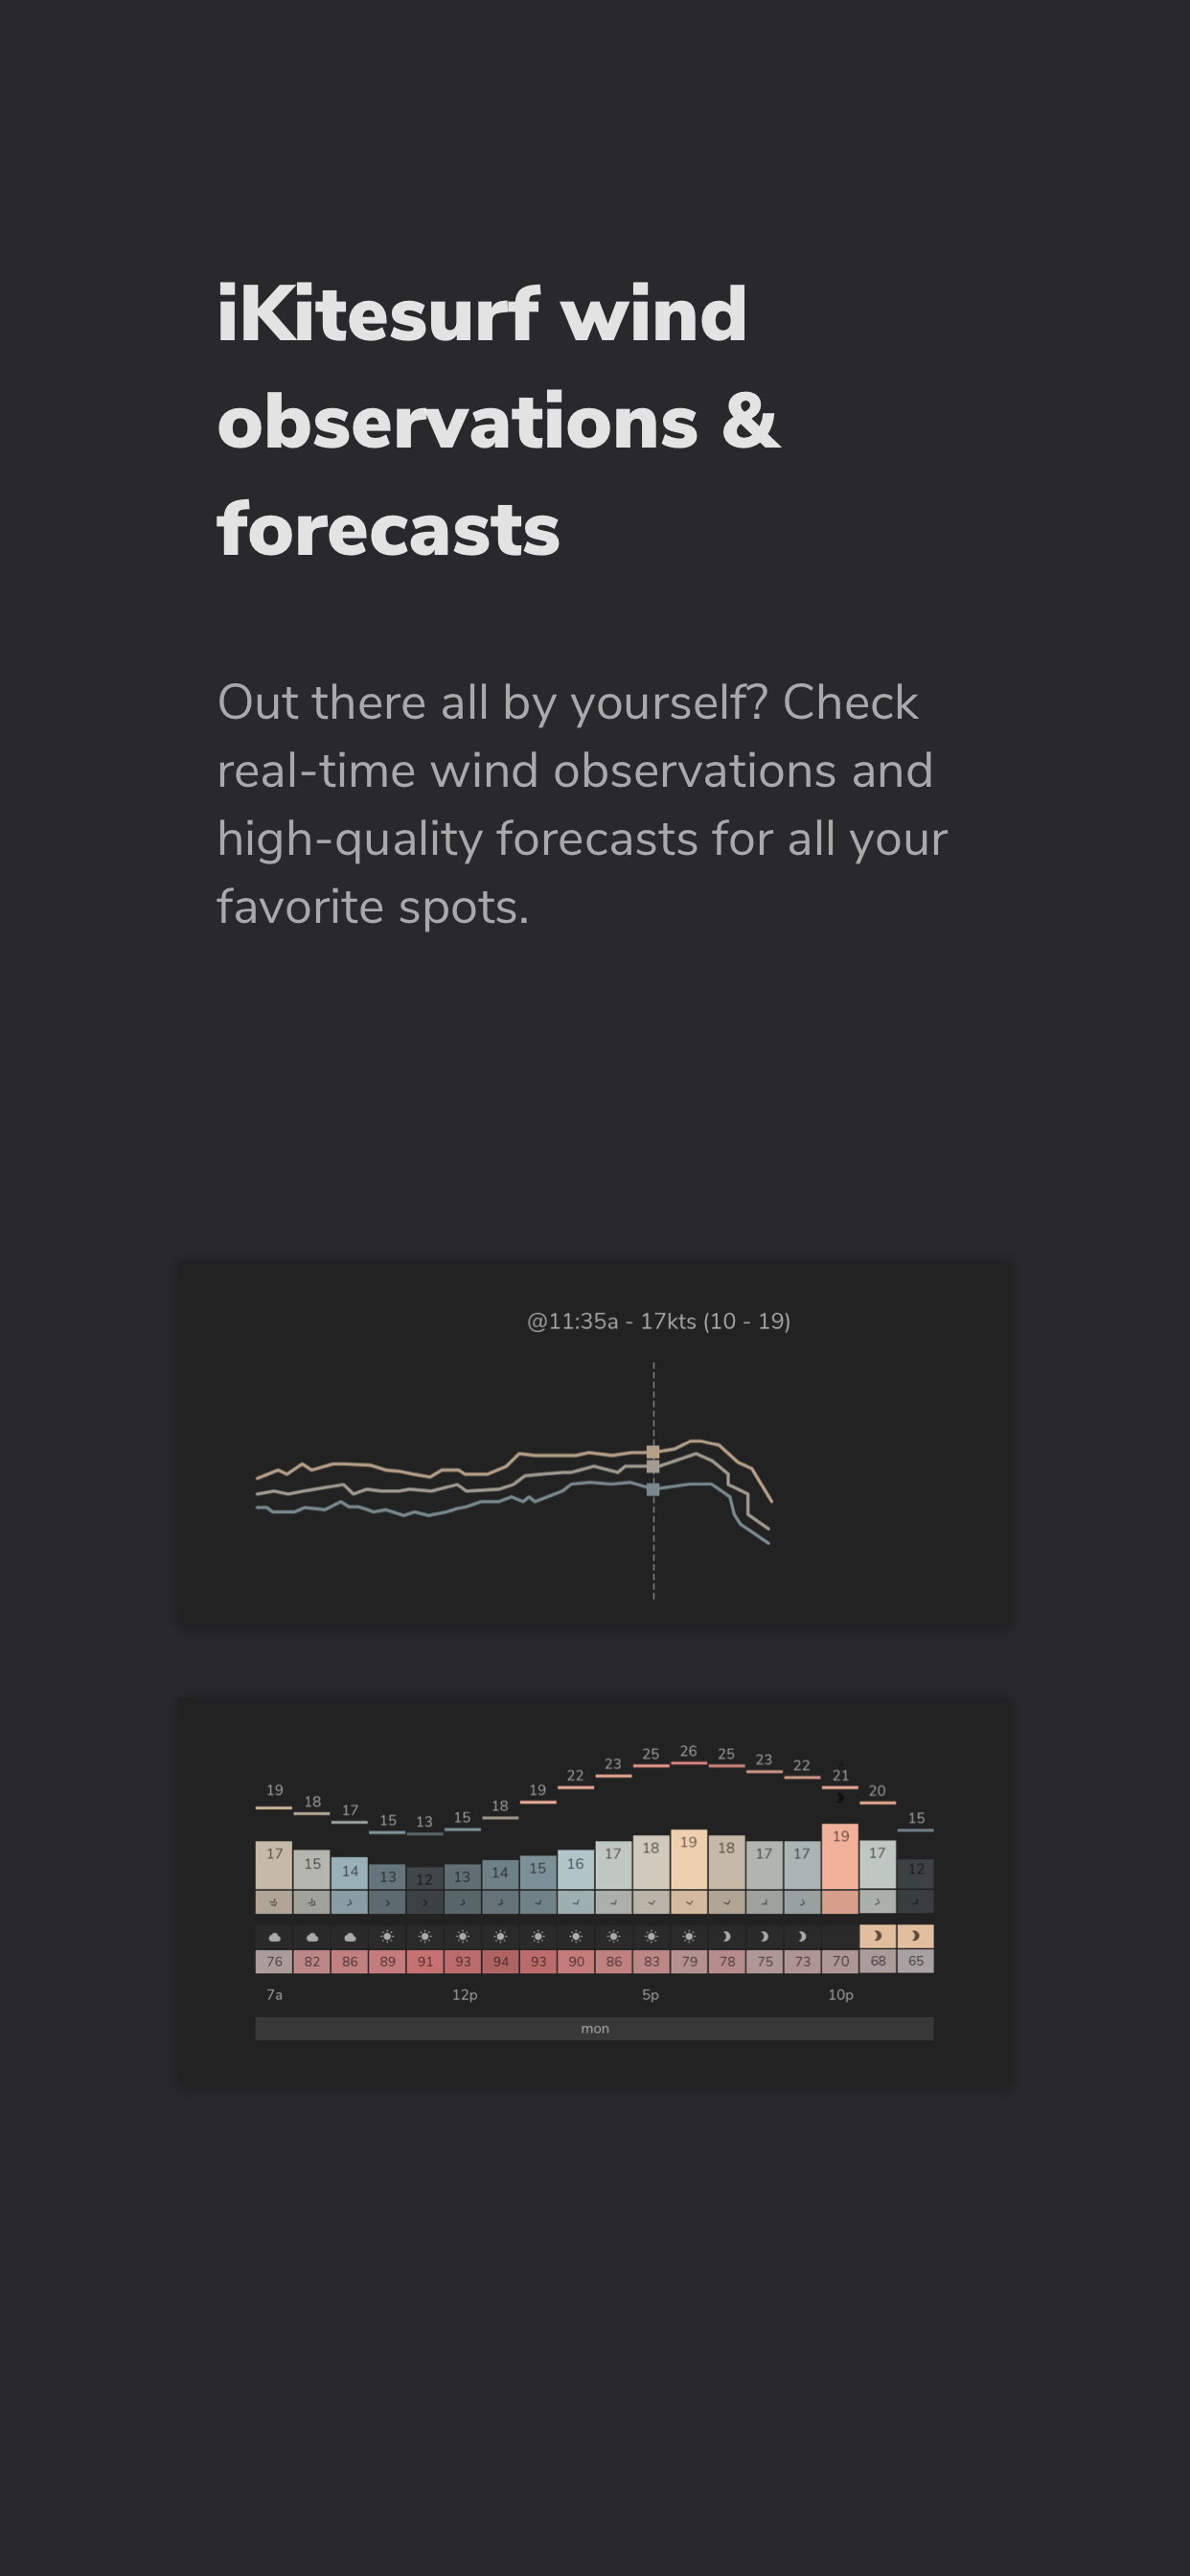 iKitesurf wind
observations &
forecasts
Out there all by yourself? Check
real-time wind observations and
high-quality forecasts for all your
favorite spots.
@11:35a - 17kts (10 - 19)
19 18 17 15 13 15 18 19 22 23 25 26 25 23 22 21 20 15
17 15 14 13 12 13 14 15 16 17 18 19 18 17 17 19 17 12
76 82 86 89 91 93 94 93 90 86 83 79 78 75 73 70 68 65
7a 12p 5p 10p
mon